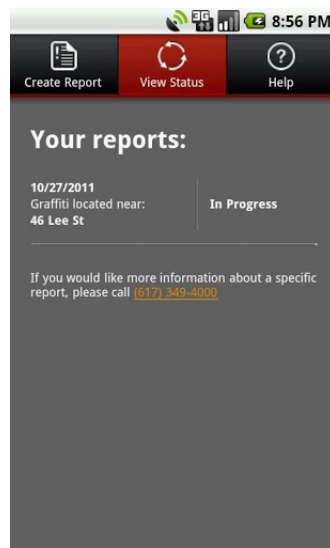 3G
8:56 PM
Create Report
View Status
Help
Your reports:
10/27/2011
Graffiti located near:
46 Lee St
In Progress
If you would like more information about a specific
report, please call (617) 349-4000